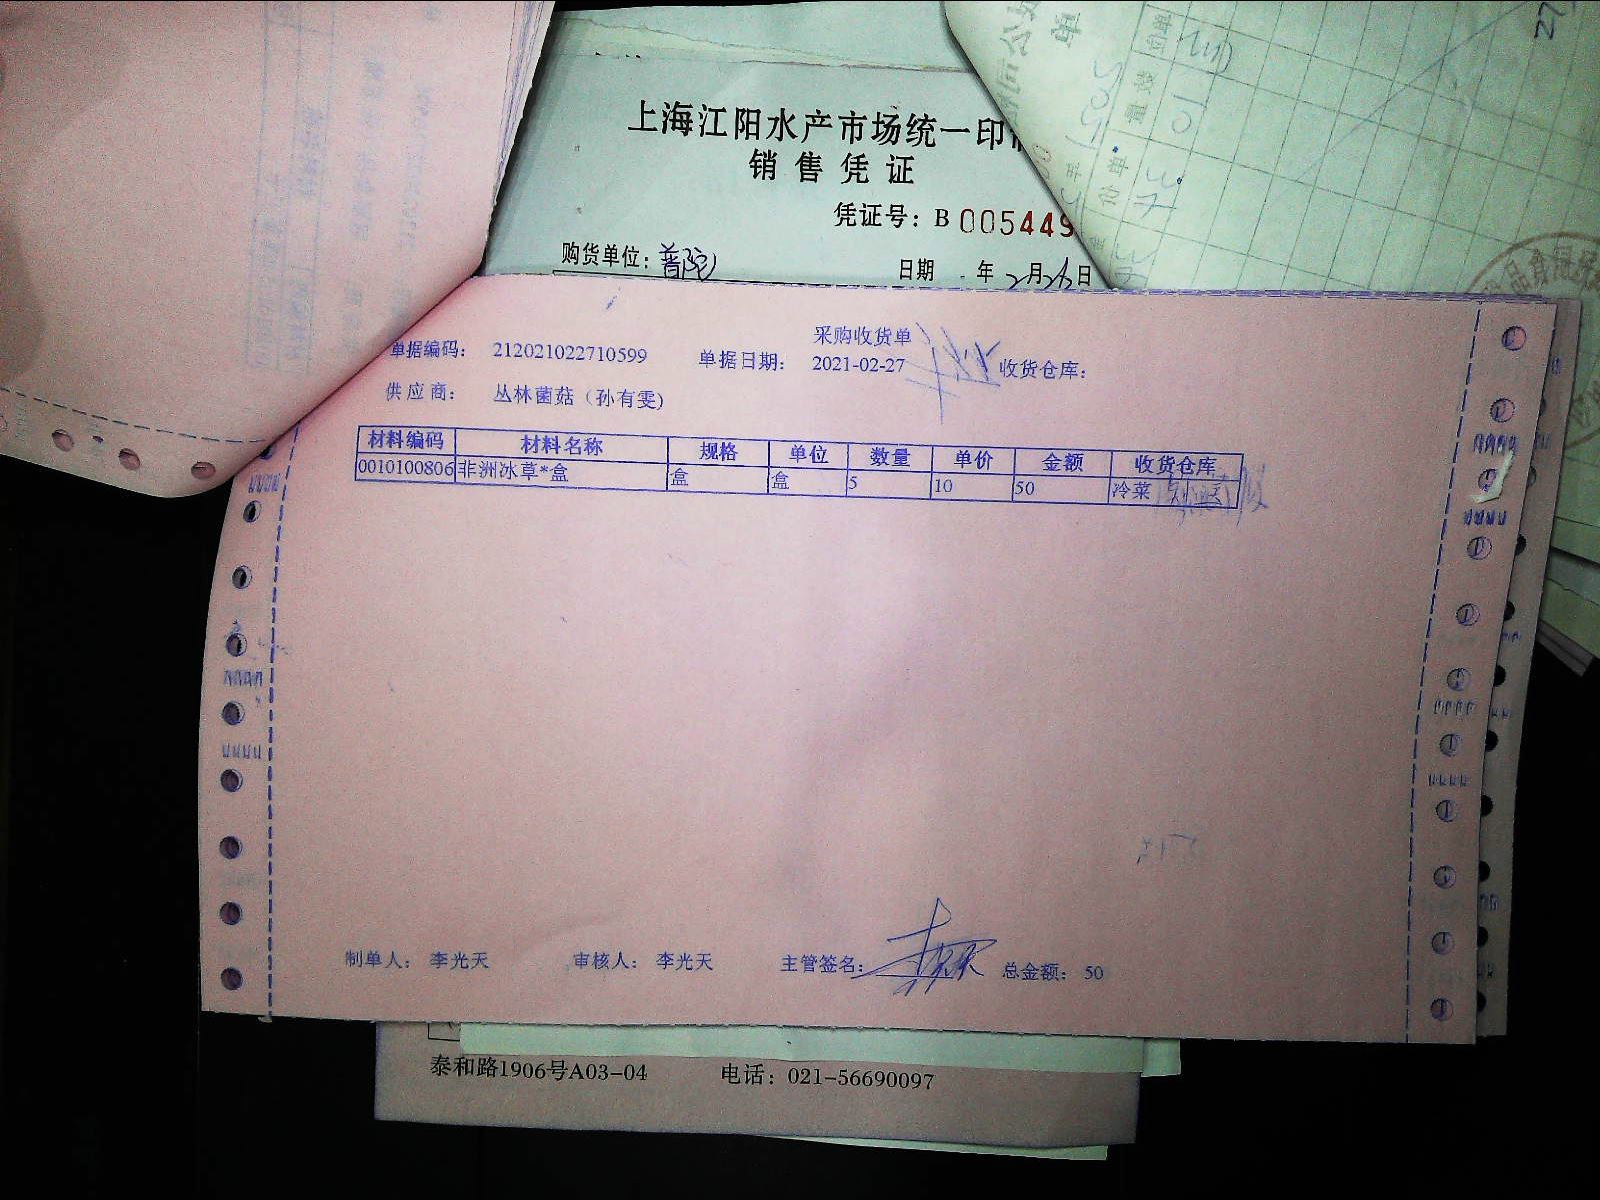 上海江阳水产市场统一印
销售凭证
凭证号：B 005449
购货单位：普陀
日期 年 2月26日
采购收货单
单据编码： 212021022710599 单据日期： 2021-02-27 收货仓库：
供应商： 丛林菌菇（孙有雯）
材料编码 材料名称 规格 单位 数量 单价 金额 收货仓库
0010100806 非洲冰草*盒 盒 盒 5 10 50 冷菜
制单人： 李光天 审核人： 李光天 主管签名： 总金额： 50
泰和路1906号A03-04 电话：021-56690097